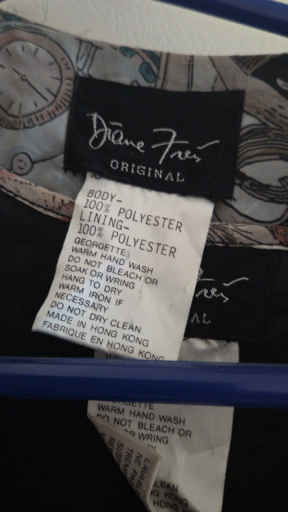 Diane Freis
ORIGINAL
BODY-
100% POLYESTER
LINING-
100% POLYESTER
GEORGETTE)
WARM HAND WASH
DO NOT BLEACH OR
SOAK OR WRING
HANG TO DRY
WARM IRON IF
NECESSARY
DO NOT DRY CLEAN
MADE IN HONG KONG
FABRIQUE EN HONG KONG
AL
WARM HAND WASH
DO NOT BLEACH OR
OR WRING